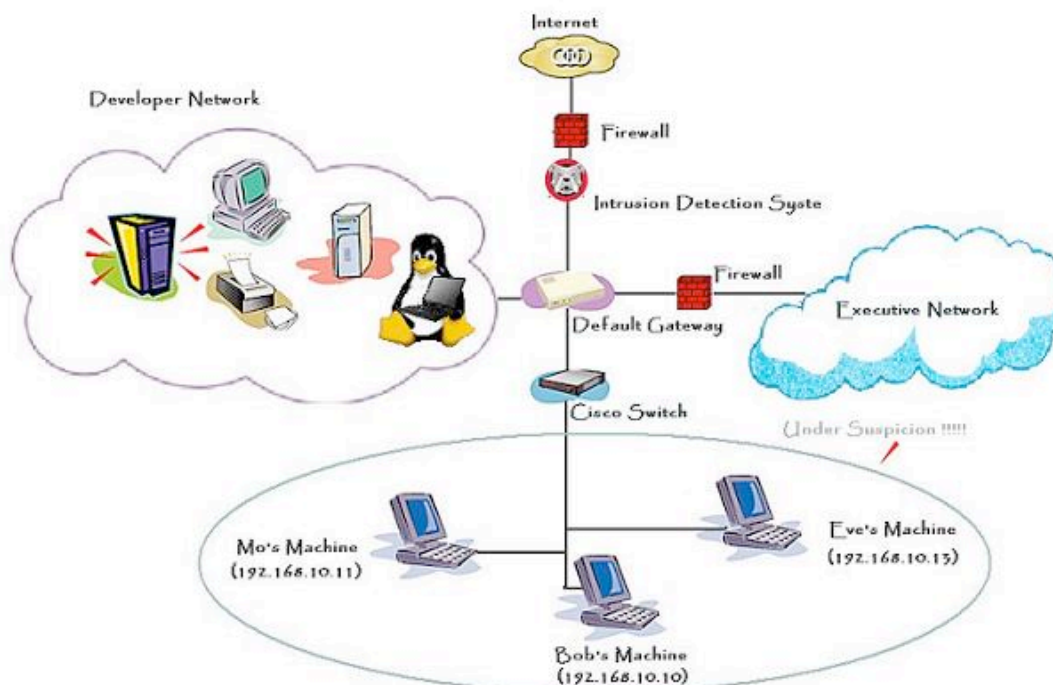 Internet
Developer Network
Firewall
Intrusion Detection Syste
Firewall
Default Gateway
Executive Network
Cisco Switch
Under Suspicion !!!!!
Mo's Machine
(192.168.10.11)
Eve's Machine
(192.168.10.13)
Bob's Machine
(192.168.10.10)